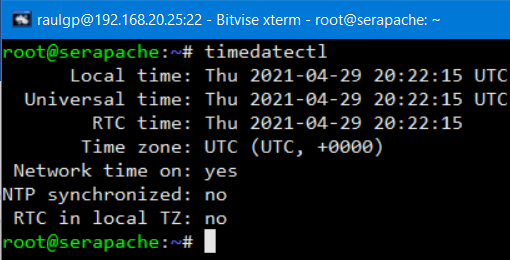 raulgp@192.168.20.25:22 - Bitvise xterm - root@serapache: ~
root@serapache:~# timedatectl
Local time: Thu 2021-04-29 20:22:15 UTC
Universal time: Thu 2021-04-29 20:22:15 UTC
RTC time: Thu 2021-04-29 20:22:15
Time zone: UTC (UTC, +0000)
Network time on: yes
NTP synchronized: no
RTC in local TZ: no
root@serapache:~#